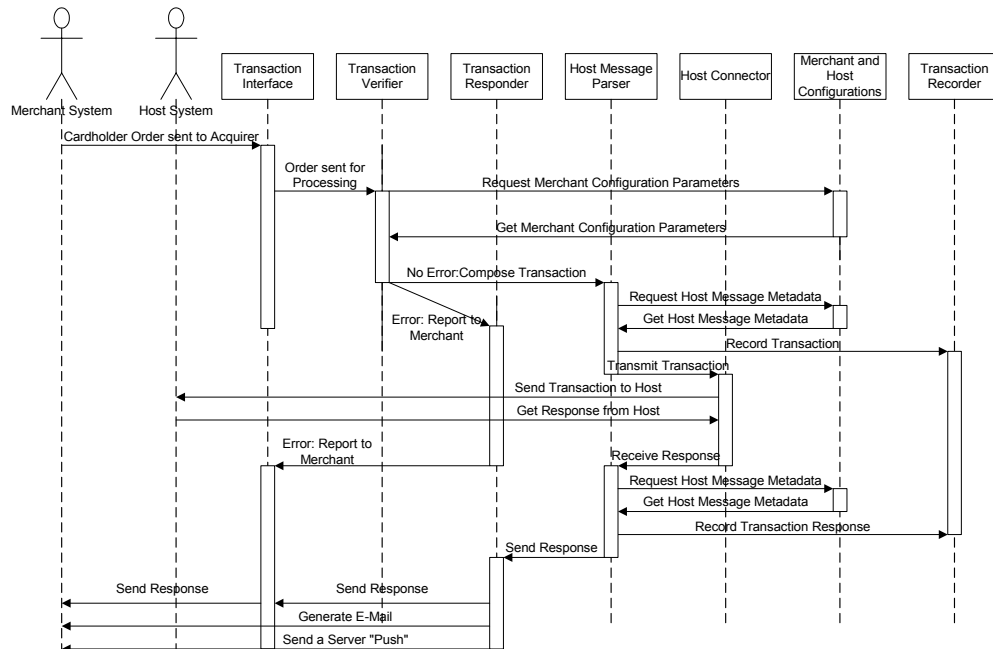 Merchant System
Host System
Transaction
Interface
Transaction
Verifier
Transaction
Responder
Host Message
Parser
Host Connector
Merchant and
Host
Configurations
Transaction
Recorder
Cardholder Order sent to Acquirer
Order sent for
Processing
Request Merchant Configuration Parameters
Get Merchant Configuration Parameters
No Error:Compose Transaction
Request Host Message Metadata
Error: Report to
Merchant
Get Host Message Metadata
Record Transaction
Transmit Transaction
Send Transaction to Host
Get Response from Host
Error: Report to
Merchant
Receive Response
Request Host Message Metadata
Get Host Message Metadata
Record Transaction Response
Send Response
Send Response
Send Response
Generate E-Mail
Send a Server "Push"